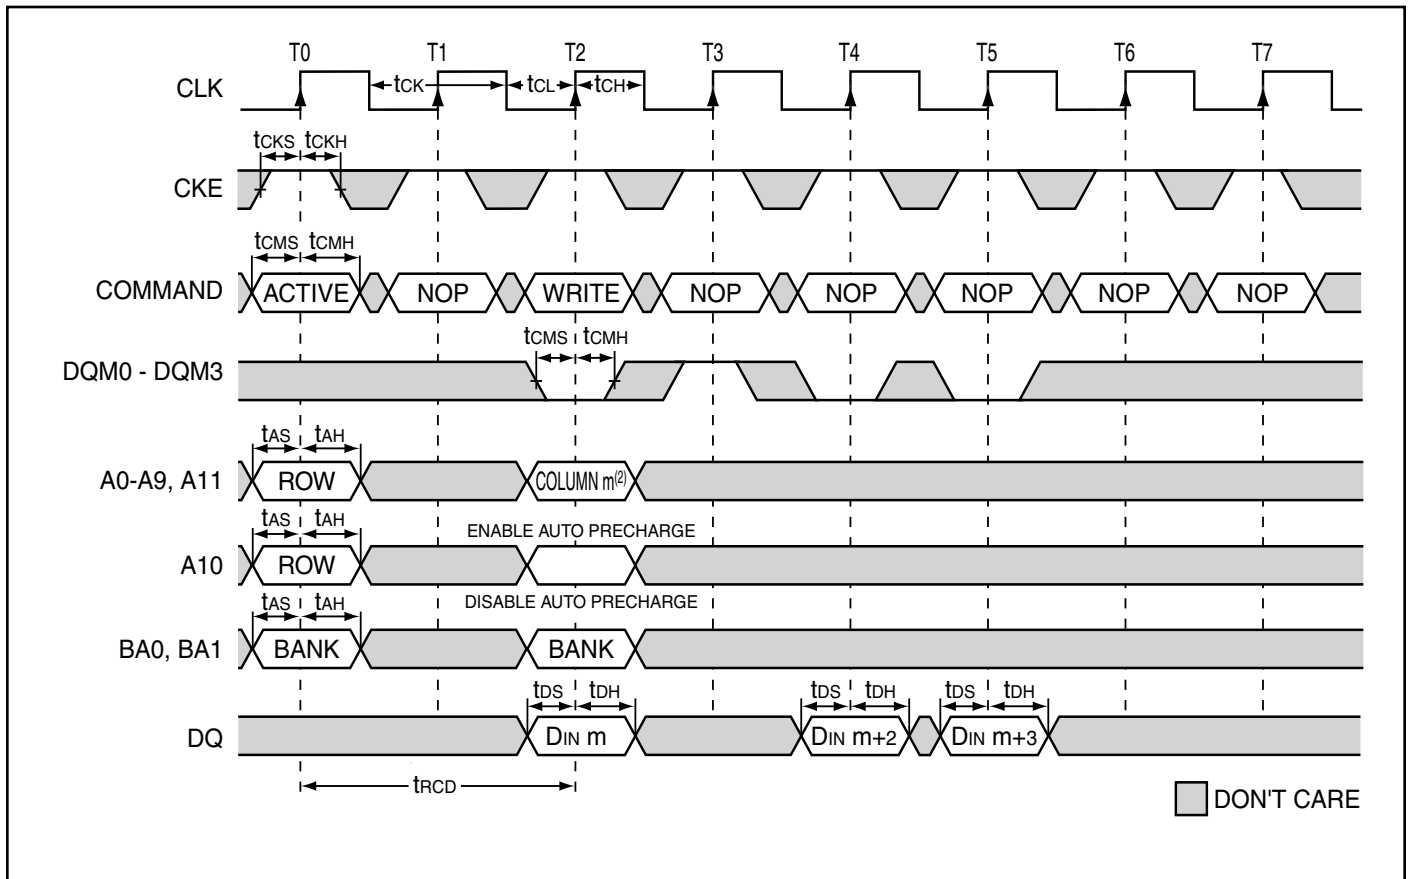 T0 T1 T2 T3 T4 T5 T6 T7
CLK tCK tCL tCH
tCKS tCKH
CKE
tCMS tCMH
COMMAND ACTIVE NOP WRITE NOP NOP NOP NOP NOP
tCMS tCMH
DQM0 - DQM3
tAS tAH
A0-A9, A11 ROW COLUMN m(2)
tAS tAH ENABLE AUTO PRECHARGE
A10 ROW
tAS tAH DISABLE AUTO PRECHARGE
BA0, BA1 BANK BANK
tDS tDH tDS tDH tDS tDH
DQ DIN m DIN m+2 DIN m+3
tRCD
DON'T CARE